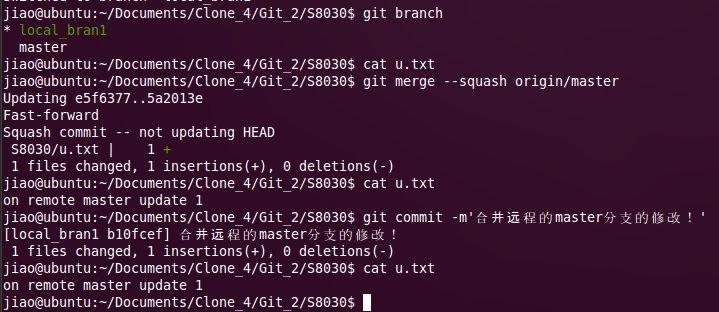 jiao@ubuntu:~/Documents/Clone_4/Git_2/S8030$ git branch
* local_bran1
  master
jiao@ubuntu:~/Documents/Clone_4/Git_2/S8030$ cat u.txt
jiao@ubuntu:~/Documents/Clone_4/Git_2/S8030$ git merge --squash origin/master
Updating e5f6377..5a2013e
Fast-forward
Squash commit -- not updating HEAD
 S8030/u.txt |    1 +
 1 files changed, 1 insertions(+), 0 deletions(-)
jiao@ubuntu:~/Documents/Clone_4/Git_2/S8030$ cat u.txt
on remote master update 1
jiao@ubuntu:~/Documents/Clone_4/Git_2/S8030$ git commit -m'合并远程的master分支的修改！'
[local_bran1 b10fcef] 合并远程的master分支的修改！
 1 files changed, 1 insertions(+), 0 deletions(-)
jiao@ubuntu:~/Documents/Clone_4/Git_2/S8030$ cat u.txt
on remote master update 1
jiao@ubuntu:~/Documents/Clone_4/Git_2/S8030$